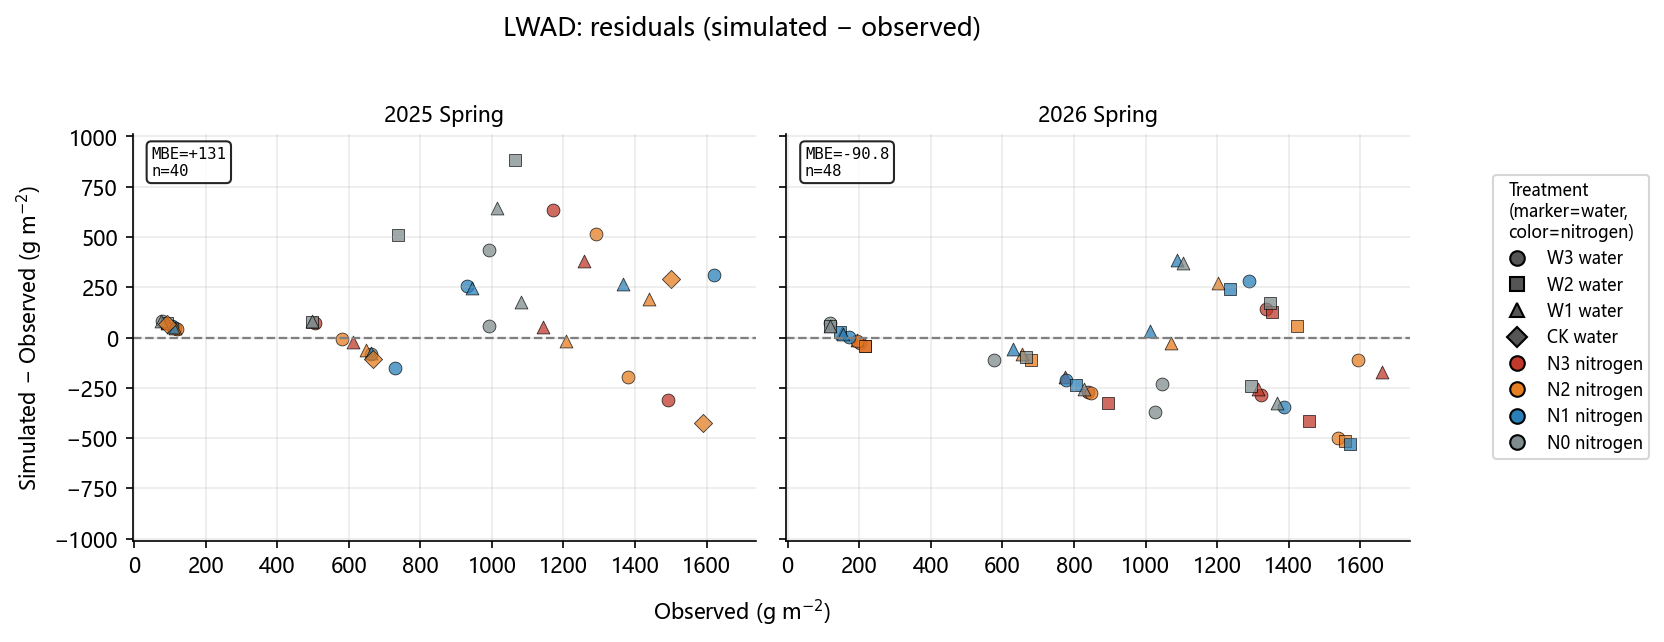 LWAD: residuals (simulated − observed)
2025 Spring
2026 Spring
MBE=+131
n=40
MBE=-90.8
n=48
1000
750
500
250
0
−250
−500
−750
−1000
Simulated − Observed (g m⁻²)
0 200 400 600 800 1000 1200 1400 1600
0 200 400 600 800 1000 1200 1400 1600
Observed (g m⁻²)
Treatment
(marker=water,
color=nitrogen)
W3 water
W2 water
W1 water
CK water
N3 nitrogen
N2 nitrogen
N1 nitrogen
N0 nitrogen